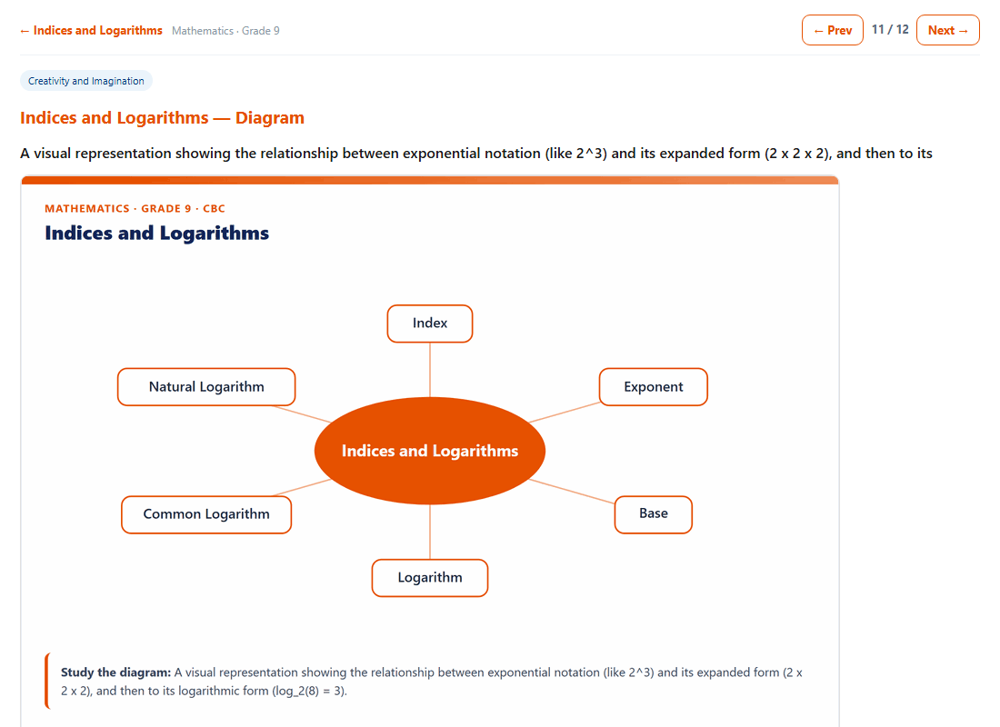 ← Indices and Logarithms Mathematics · Grade 9
← Prev 11 / 12 Next →
Creativity and Imagination
Indices and Logarithms — Diagram
A visual representation showing the relationship between exponential notation (like 2^3) and its expanded form (2 x 2 x 2), and then to its
MATHEMATICS · GRADE 9 · CBC
Indices and Logarithms
Index
Natural Logarithm
Exponent
Indices and Logarithms
Common Logarithm
Base
Logarithm
Study the diagram: A visual representation showing the relationship between exponential notation (like 2^3) and its expanded form (2 x
2 x 2), and then to its logarithmic form (log_2(8) = 3).